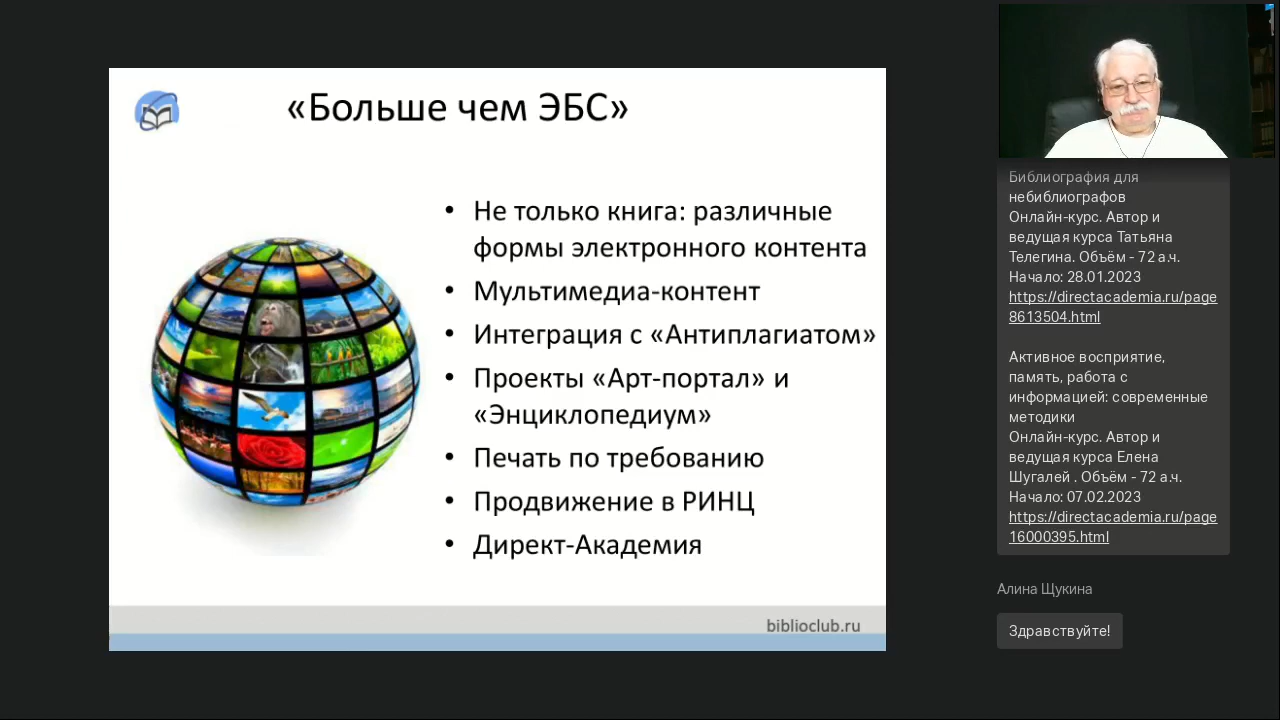 «Больше чем ЭБС»
• Не только книга: различные
формы электронного контента
• Мультимедиа-контент
• Интеграция с «Антиплагиатом»
• Проекты «Арт-портал» и
«Энциклопедиум»
• Печать по требованию
• Продвижение в РИНЦ
• Директ-Академия
biblioclub.ru
Библиография для
небиблиографов
Онлайн-курс. Автор и
ведущая курса Татьяна
Телегина. Объём - 72 а.ч.
Начало: 28.01.2023
https://directacademia.ru/page
8613504.html
Активное восприятие,
память, работа с
информацией: современные
методики
Онлайн-курс. Автор и
ведущая курса Елена
Шугалей . Объём - 72 а.ч.
Начало: 07.02.2023
https://directacademia.ru/page
16000395.html
Алина Щукина
Здравствуйте!